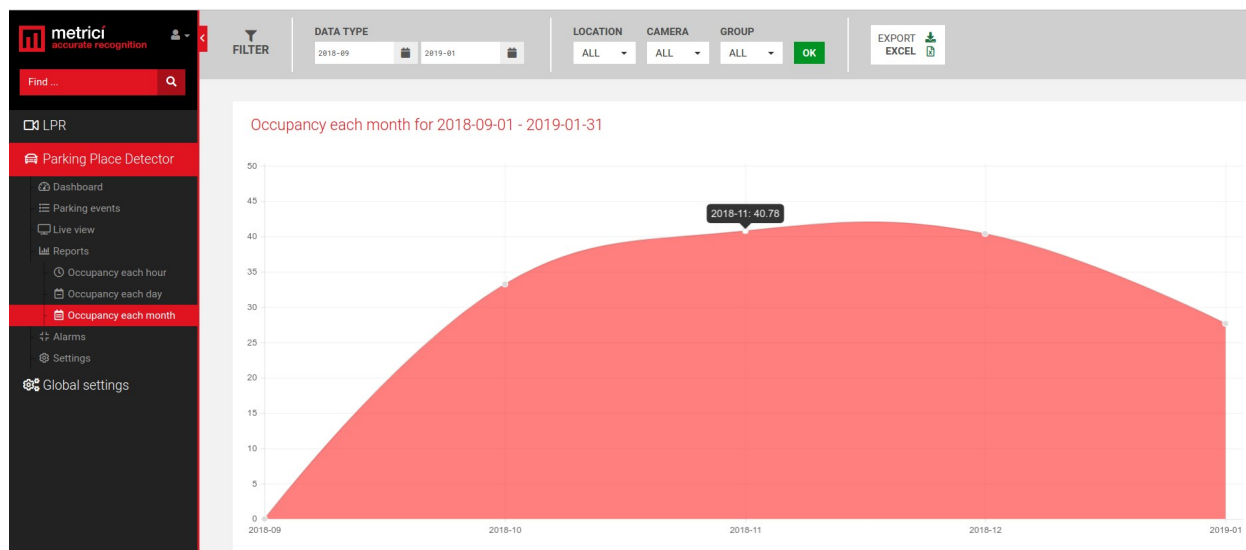 metrici
accurate recognition
Find ...
LPR
Parking Place Detector
Dashboard
Parking events
Live view
Reports
Occupancy each hour
Occupancy each day
Occupancy each month
Alarms
Settings
Global settings
FILTER
DATA TYPE
2018-09 2019-01
LOCATION CAMERA GROUP
ALL ALL ALL OK
EXPORT
EXCEL
Occupancy each month for 2018-09-01 - 2019-01-31
50
45
2018-11: 40.78
40
35
30
25
20
15
10
5
0
2018-09 2018-10 2018-11 2018-12 2019-01